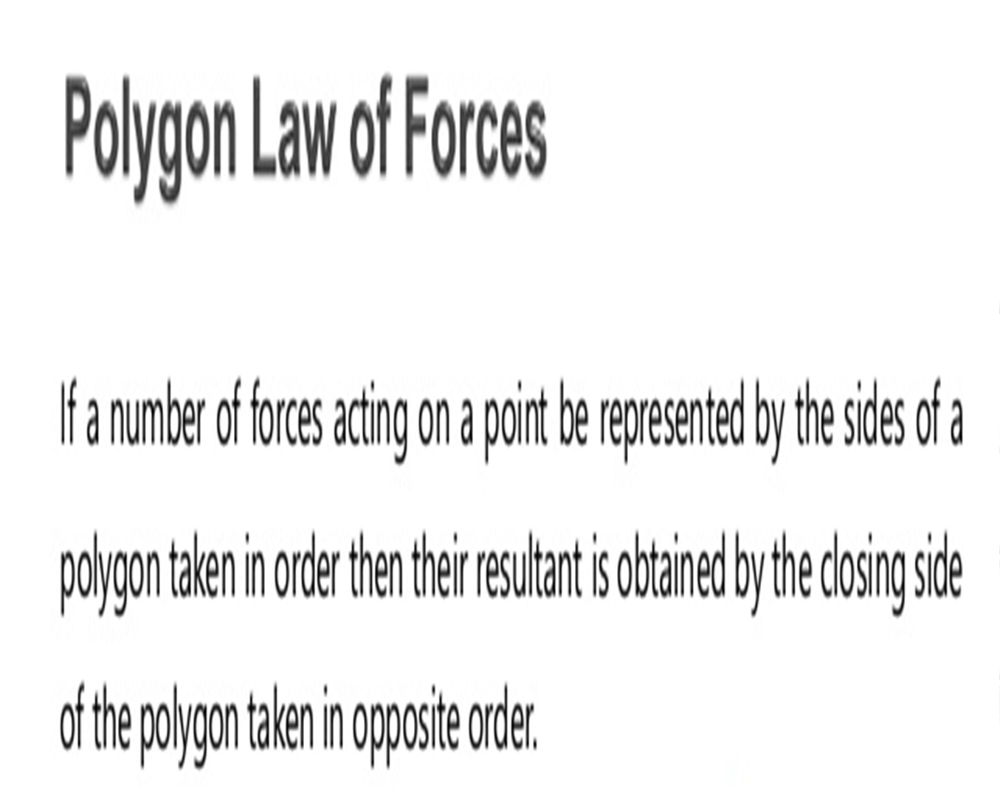 Polygon Law of Forces
If a number of forces acting on a point be represented by the sides of a
polygon taken in order then their resultant is obtained by the closing side
of the polygon taken in opposite order.